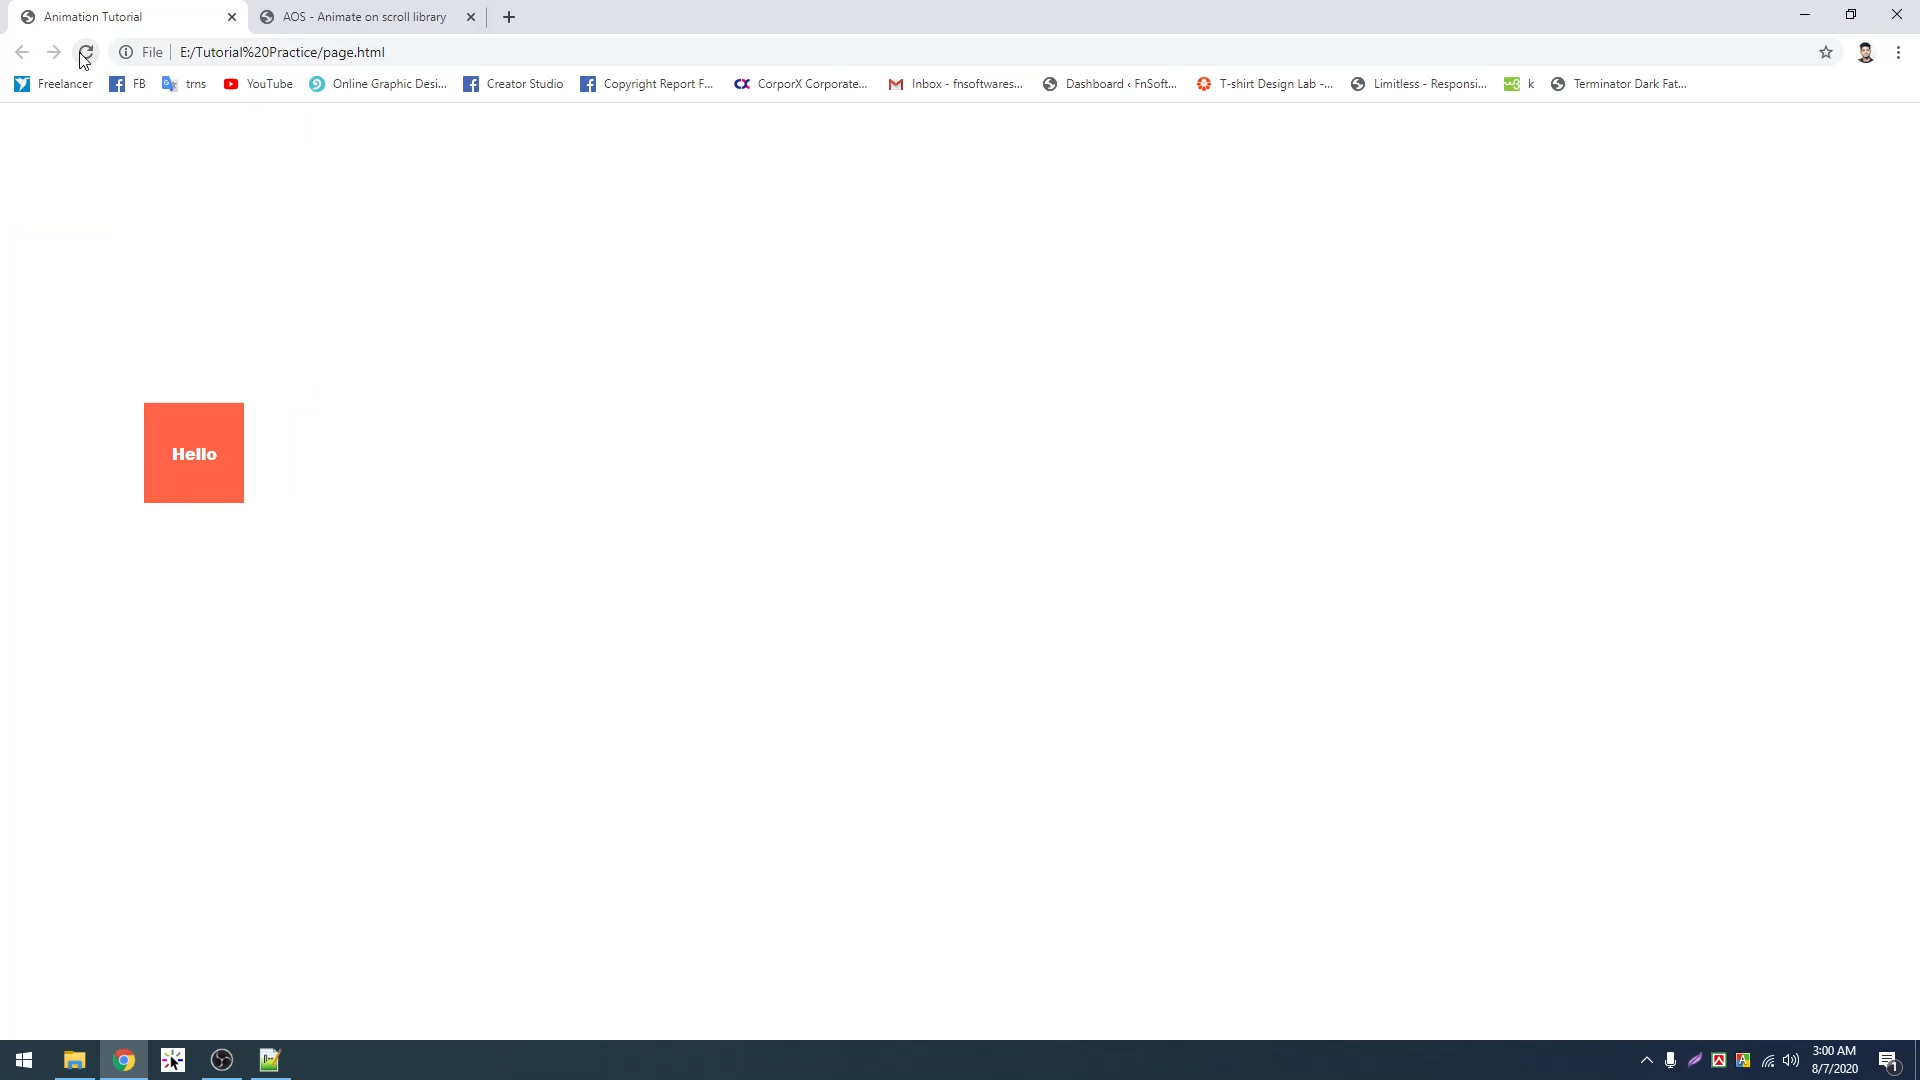 Animation Tutorial
AOS - Animate on scroll library
File
E:/Tutorial%20Practice/page.html
Freelancer
FB
trns
YouTube
Online Graphic Desi...
Creator Studio
Copyright Report F...
CX
CorporX Corporate...
Inbox - fnsoftwares...
Dashboard ‹ FnSoft...
T-shirt Design Lab -...
Limitless - Responsi...
k
Terminator Dark Fat...
Hello
3:00 AM
8/7/2020
1